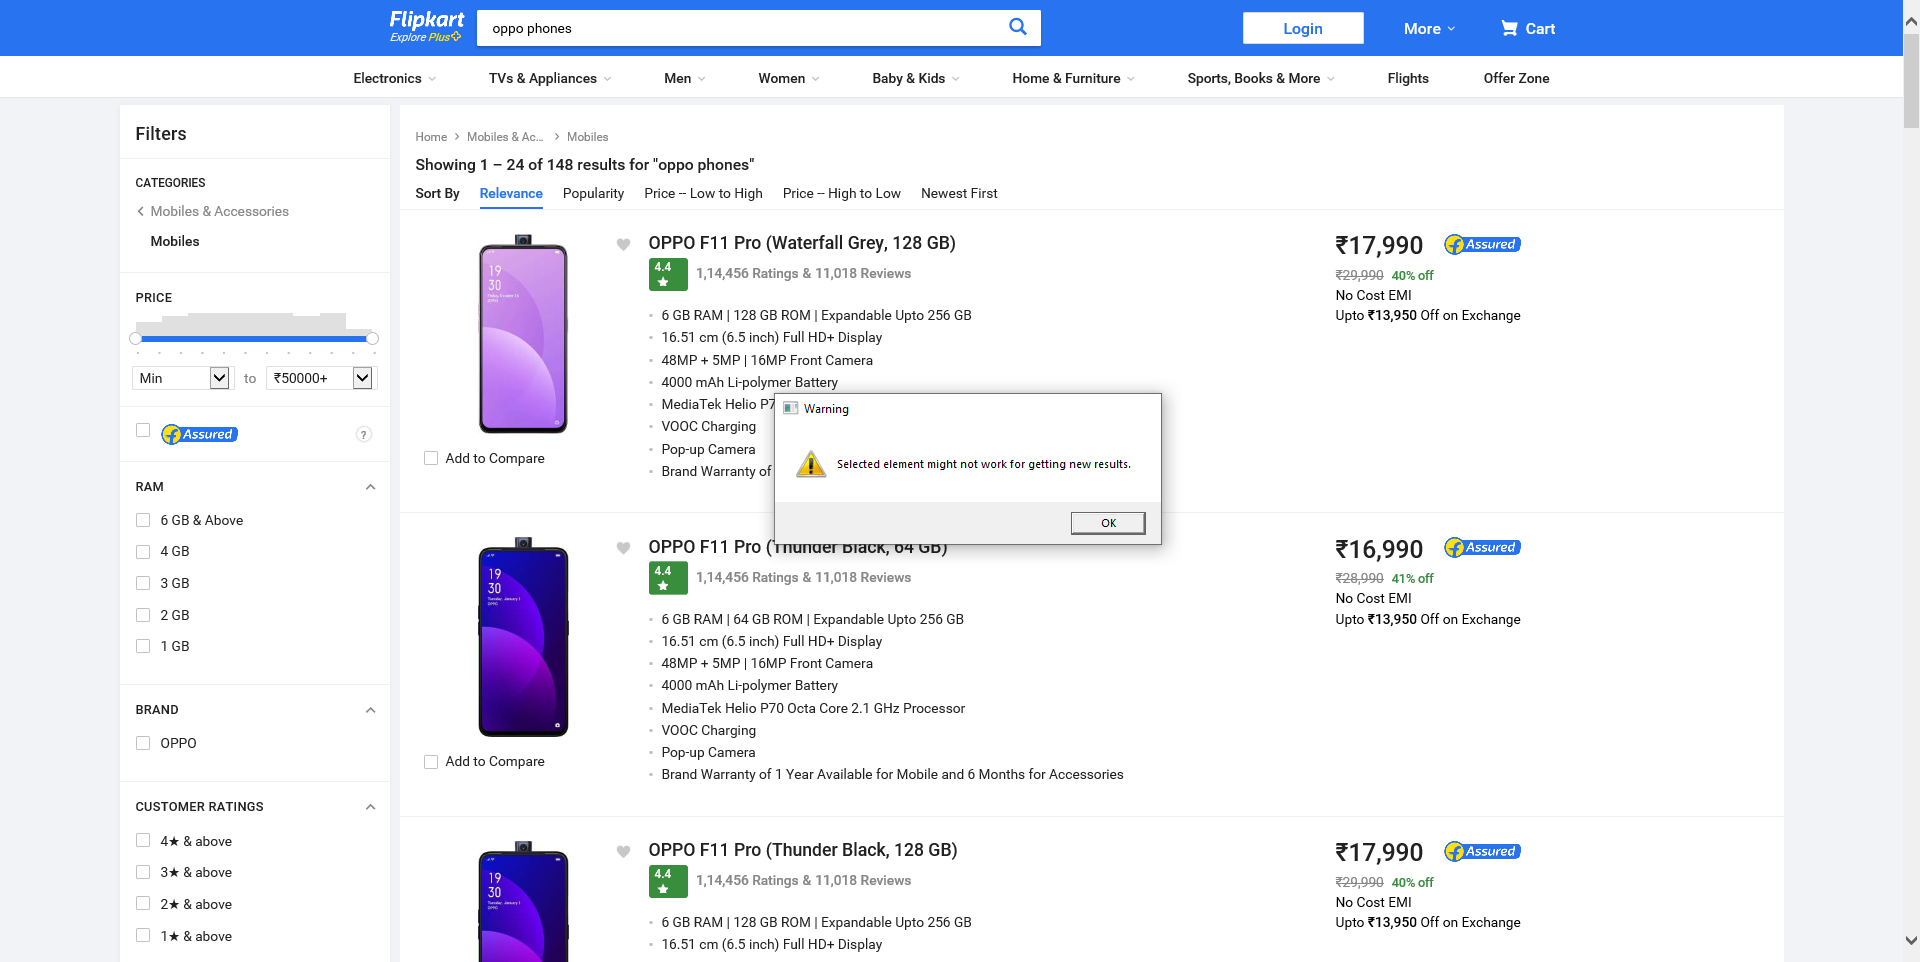 Flipkart
Explore Plus
oppo phones
Login
More
Cart
Electronics
TVs & Appliances
Men
Women
Baby & Kids
Home & Furniture
Sports, Books & More
Flights
Offer Zone
Filters
CATEGORIES
Mobiles & Accessories
Mobiles
PRICE
Min
to
₹50000+
Assured
?
RAM
6 GB & Above
4 GB
3 GB
2 GB
1 GB
BRAND
OPPO
CUSTOMER RATINGS
4★ & above
3★ & above
2★ & above
1★ & above
Home > Mobiles & Ac... > Mobiles
Showing 1 – 24 of 148 results for "oppo phones"
Sort By Relevance Popularity Price -- Low to High Price -- High to Low Newest First
19
30
Add to Compare
OPPO F11 Pro (Waterfall Grey, 128 GB)
4.4 ★
1,14,456 Ratings & 11,018 Reviews
6 GB RAM | 128 GB ROM | Expandable Upto 256 GB
16.51 cm (6.5 inch) Full HD+ Display
48MP + 5MP | 16MP Front Camera
4000 mAh Li-polymer Battery
MediaTek Helio P7
VOOC Charging
Pop-up Camera
Brand Warranty of
₹17,990
Assured
₹29,990 40% off
No Cost EMI
Upto ₹13,950 Off on Exchange
Warning
Selected element might not work for getting new results.
OK
19
30
Add to Compare
OPPO F11 Pro (Thunder Black, 64 GB)
4.4 ★
1,14,456 Ratings & 11,018 Reviews
6 GB RAM | 64 GB ROM | Expandable Upto 256 GB
16.51 cm (6.5 inch) Full HD+ Display
48MP + 5MP | 16MP Front Camera
4000 mAh Li-polymer Battery
MediaTek Helio P70 Octa Core 2.1 GHz Processor
VOOC Charging
Pop-up Camera
Brand Warranty of 1 Year Available for Mobile and 6 Months for Accessories
₹16,990
Assured
₹28,990 41% off
No Cost EMI
Upto ₹13,950 Off on Exchange
19
30
OPPO F11 Pro (Thunder Black, 128 GB)
4.4 ★
1,14,456 Ratings & 11,018 Reviews
6 GB RAM | 128 GB ROM | Expandable Upto 256 GB
16.51 cm (6.5 inch) Full HD+ Display
₹17,990
Assured
₹29,990 40% off
No Cost EMI
Upto ₹13,950 Off on Exchange